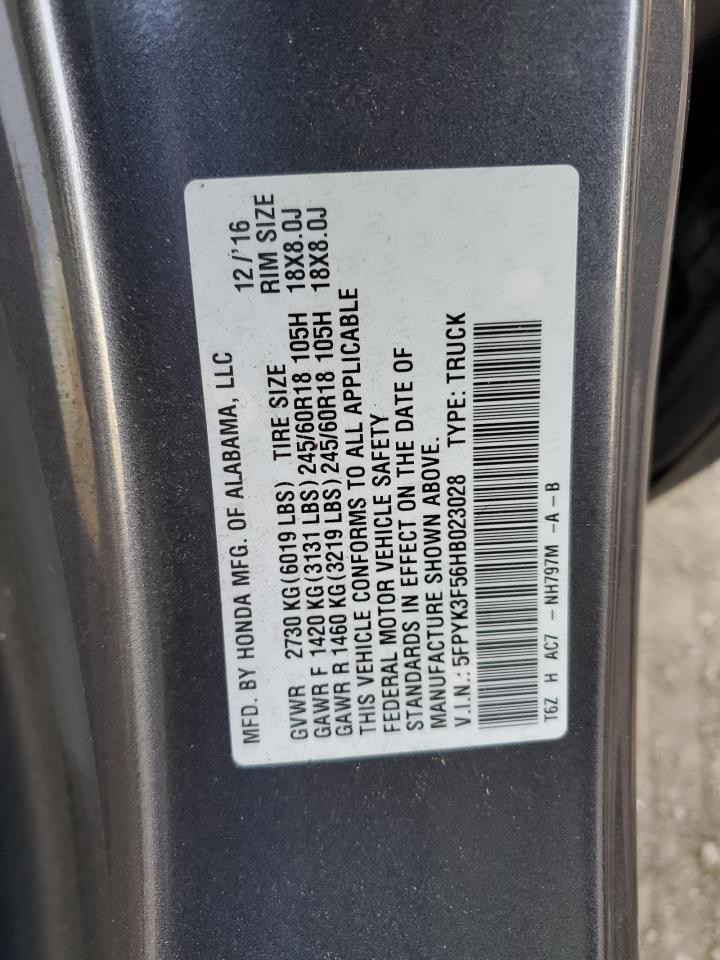 MFD. BY HONDA MFG. OF ALABAMA, LLC 12/'16
GVWR 2730 KG (6019 LBS) TIRE SIZE RIM SIZE
GAWR F 1420 KG (3131 LBS) 245/60R18 105H 18X8.0J
GAWR R 1460 KG (3219 LBS) 245/60R18 105H 18X8.0J
THIS VEHICLE CONFORMS TO ALL APPLICABLE
FEDERAL MOTOR VEHICLE SAFETY
STANDARDS IN EFFECT ON THE DATE OF
MANUFACTURE SHOWN ABOVE.
V.I.N.: 5FPYK3F56HB023028 TYPE: TRUCK
T6Z H AC7 - NH797M -A-B